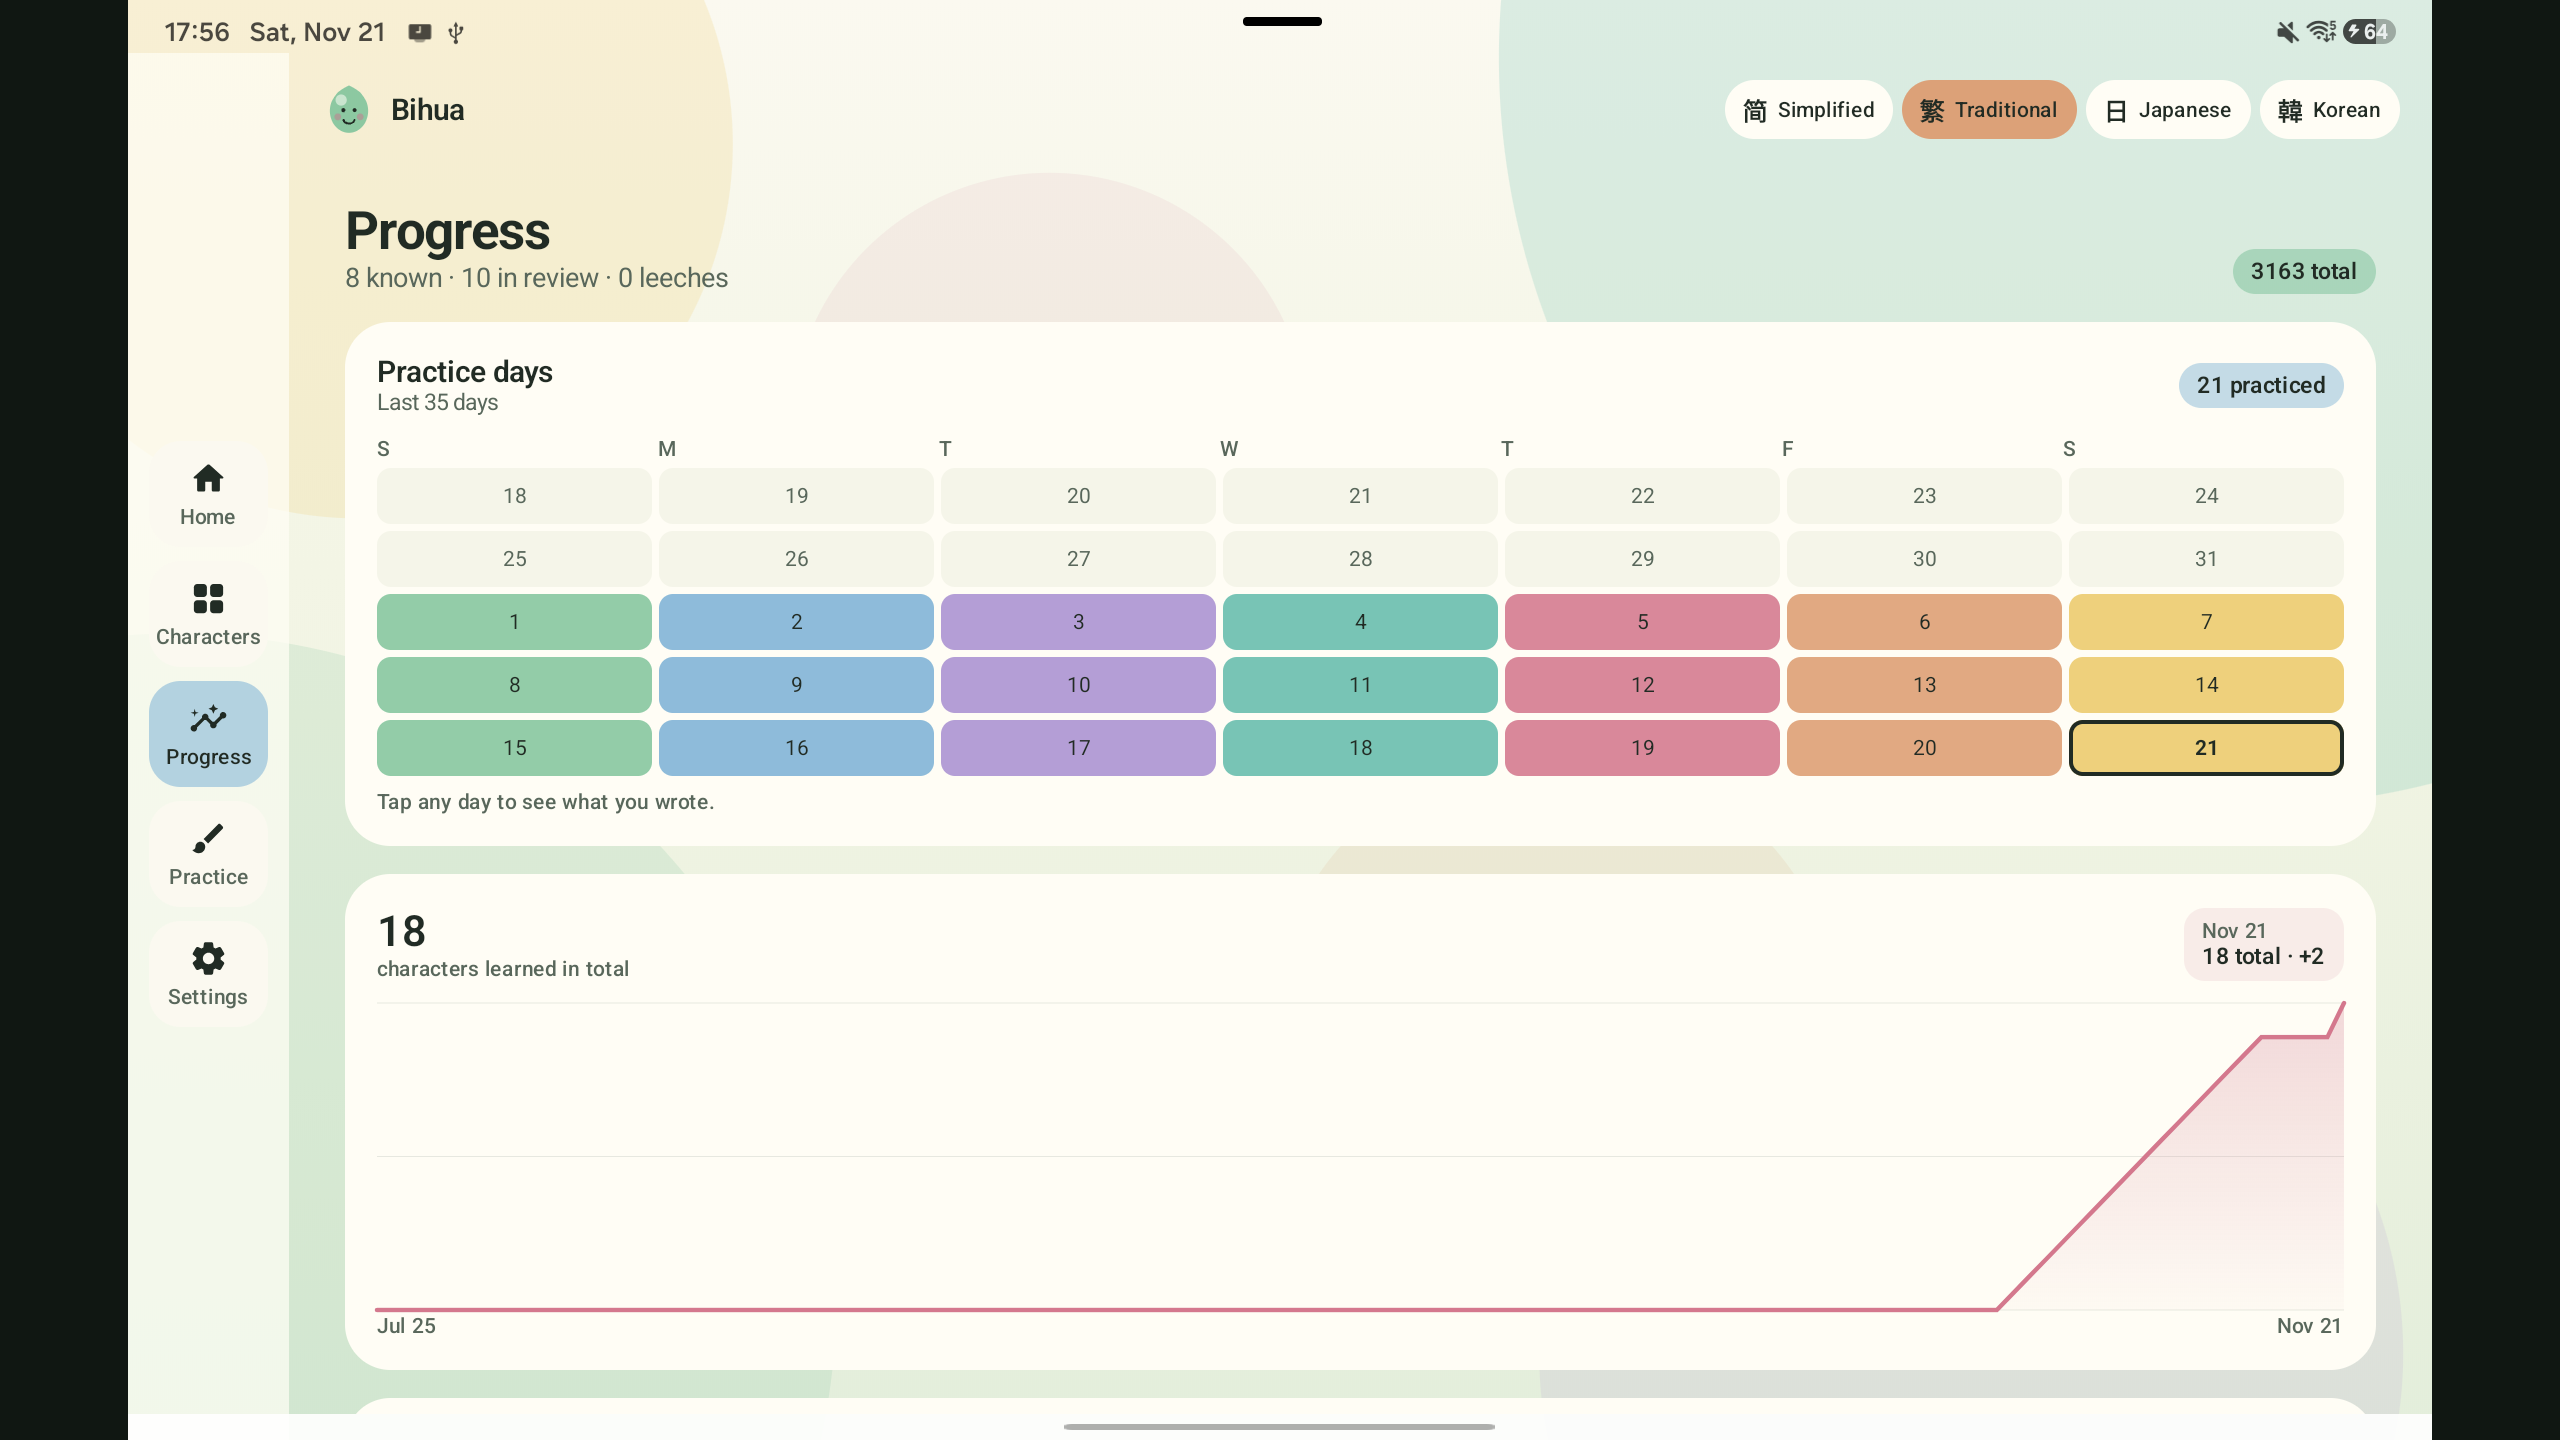 17:56 Sat, Nov 21
64
Bihua
简 Simplified
繁 Traditional
日 Japanese
韓 Korean
Progress
8 known · 10 in review · 0 leeches
3163 total
Practice days
Last 35 days
21 practiced
S M T W T F S
18 19 20 21 22 23 24
25 26 27 28 29 30 31
1 2 3 4 5 6 7
8 9 10 11 12 13 14
15 16 17 18 19 20 21
Tap any day to see what you wrote.
Home
Characters
Progress
Practice
Settings
18
characters learned in total
Nov 21
18 total · +2
Jul 25
Nov 21